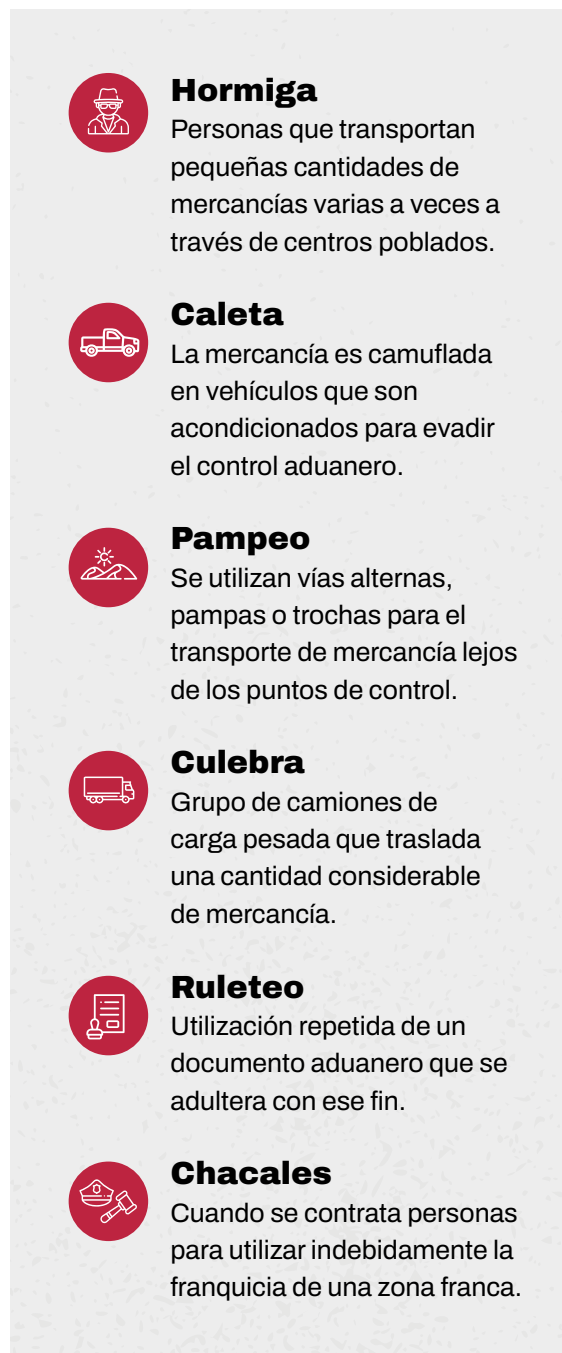 Hormiga
Personas que transportan
pequeñas cantidades de
mercancías varias a veces a
través de centros poblados.
Caleta
La mercancía es camuflada
en vehículos que son
acondicionados para evadir
el control aduanero.
Pampeo
Se utilizan vías alternas,
pampas o trochas para el
transporte de mercancía lejos
de los puntos de control.
Culebra
Grupo de camiones de
carga pesada que traslada
una cantidad considerable
de mercancía.
Ruleteo
Utilización repetida de un
documento aduanero que se
adultera con ese fin.
Chacales
Cuando se contrata personas
para utilizar indebidamente la
franquicia de una zona franca.